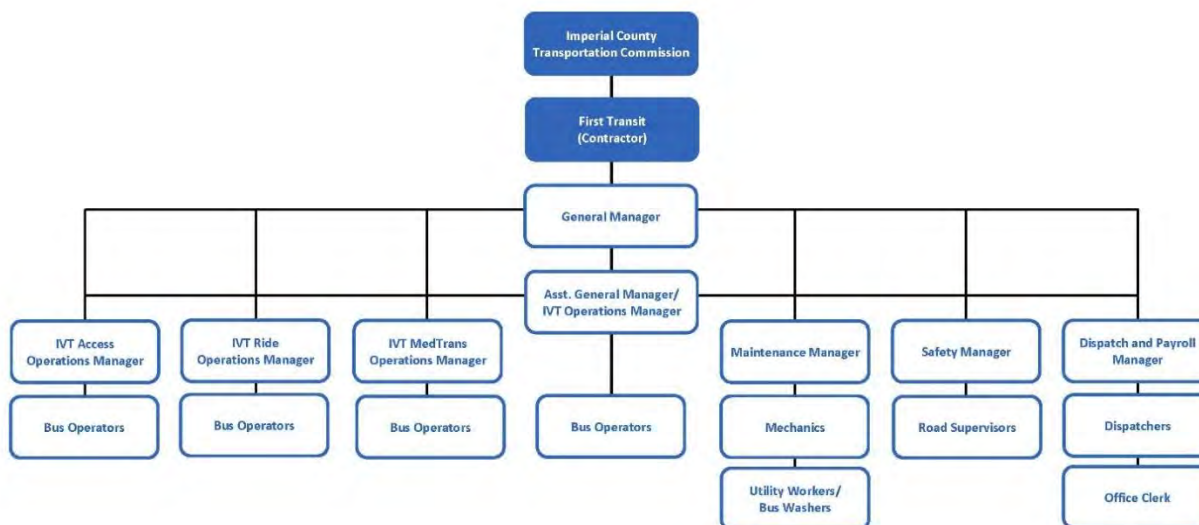 Imperial County
Transportation Commission
First Transit
(Contractor)
General Manager
Asst. General Manager/
IVT Operations Manager
IVT Access
Operations Manager
IVT Ride
Operations Manager
IVT MedTrans
Operations Manager
Maintenance Manager
Safety Manager
Dispatch and Payroll
Manager
Bus Operators
Bus Operators
Bus Operators
Bus Operators
Mechanics
Road Supervisors
Dispatchers
Utility Workers/
Bus Washers
Office Clerk